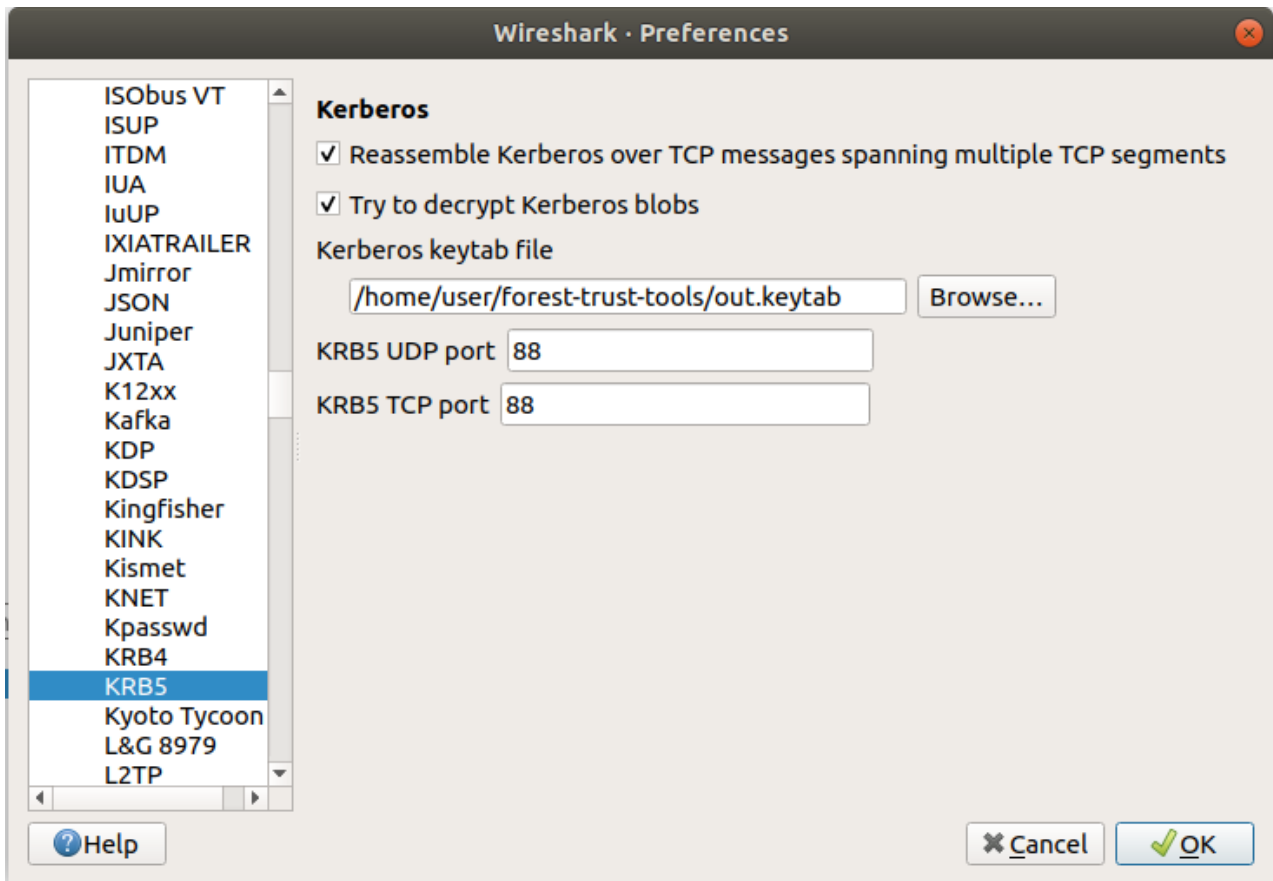 Wireshark · Preferences
ISObus VT
ISUP
ITDM
IUA
IuUP
IXIATRAILER
Jmirror
JSON
Juniper
JXTA
K12xx
Kafka
KDP
KDSP
Kingfisher
KINK
Kismet
KNET
Kpasswd
KRB4
KRB5
Kyoto Tycoon
L&G 8979
L2TP
Kerberos
Reassemble Kerberos over TCP messages spanning multiple TCP segments
Try to decrypt Kerberos blobs
Kerberos keytab file
/home/user/forest-trust-tools/out.keytab Browse...
KRB5 UDP port 88
KRB5 TCP port 88
Help Cancel OK